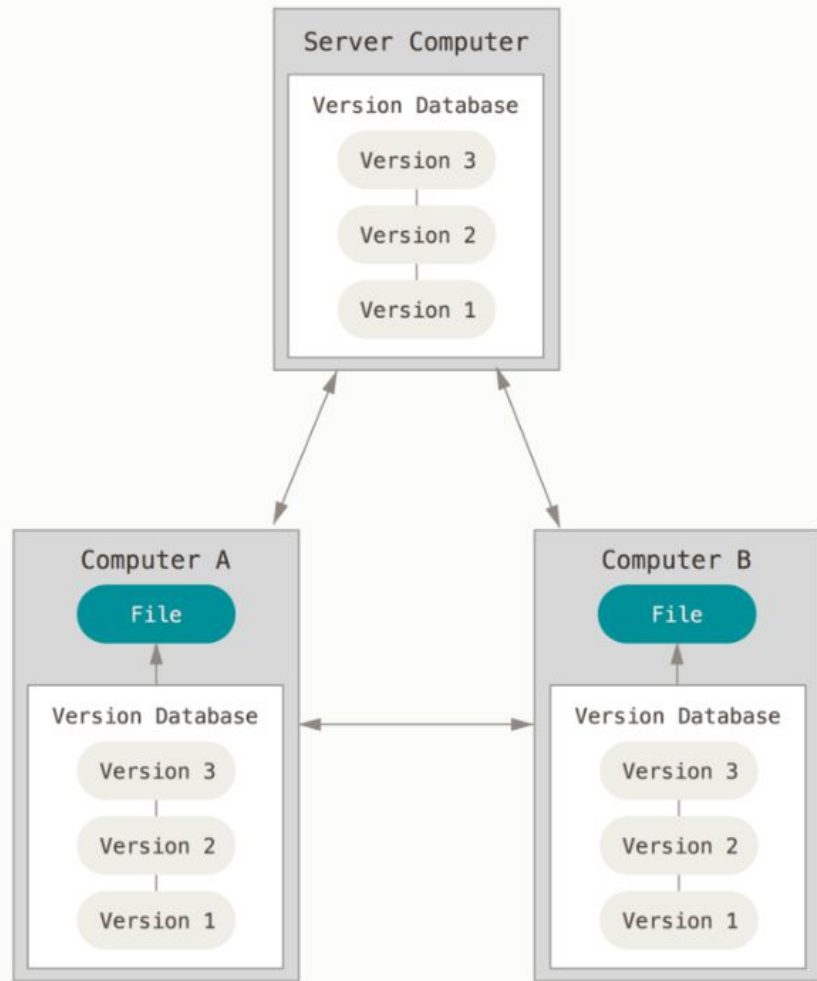 Server Computer
Version Database
Version 3
Version 2
Version 1
Computer A
File
Version Database
Version 3
Version 2
Version 1
Computer B
File
Version Database
Version 3
Version 2
Version 1